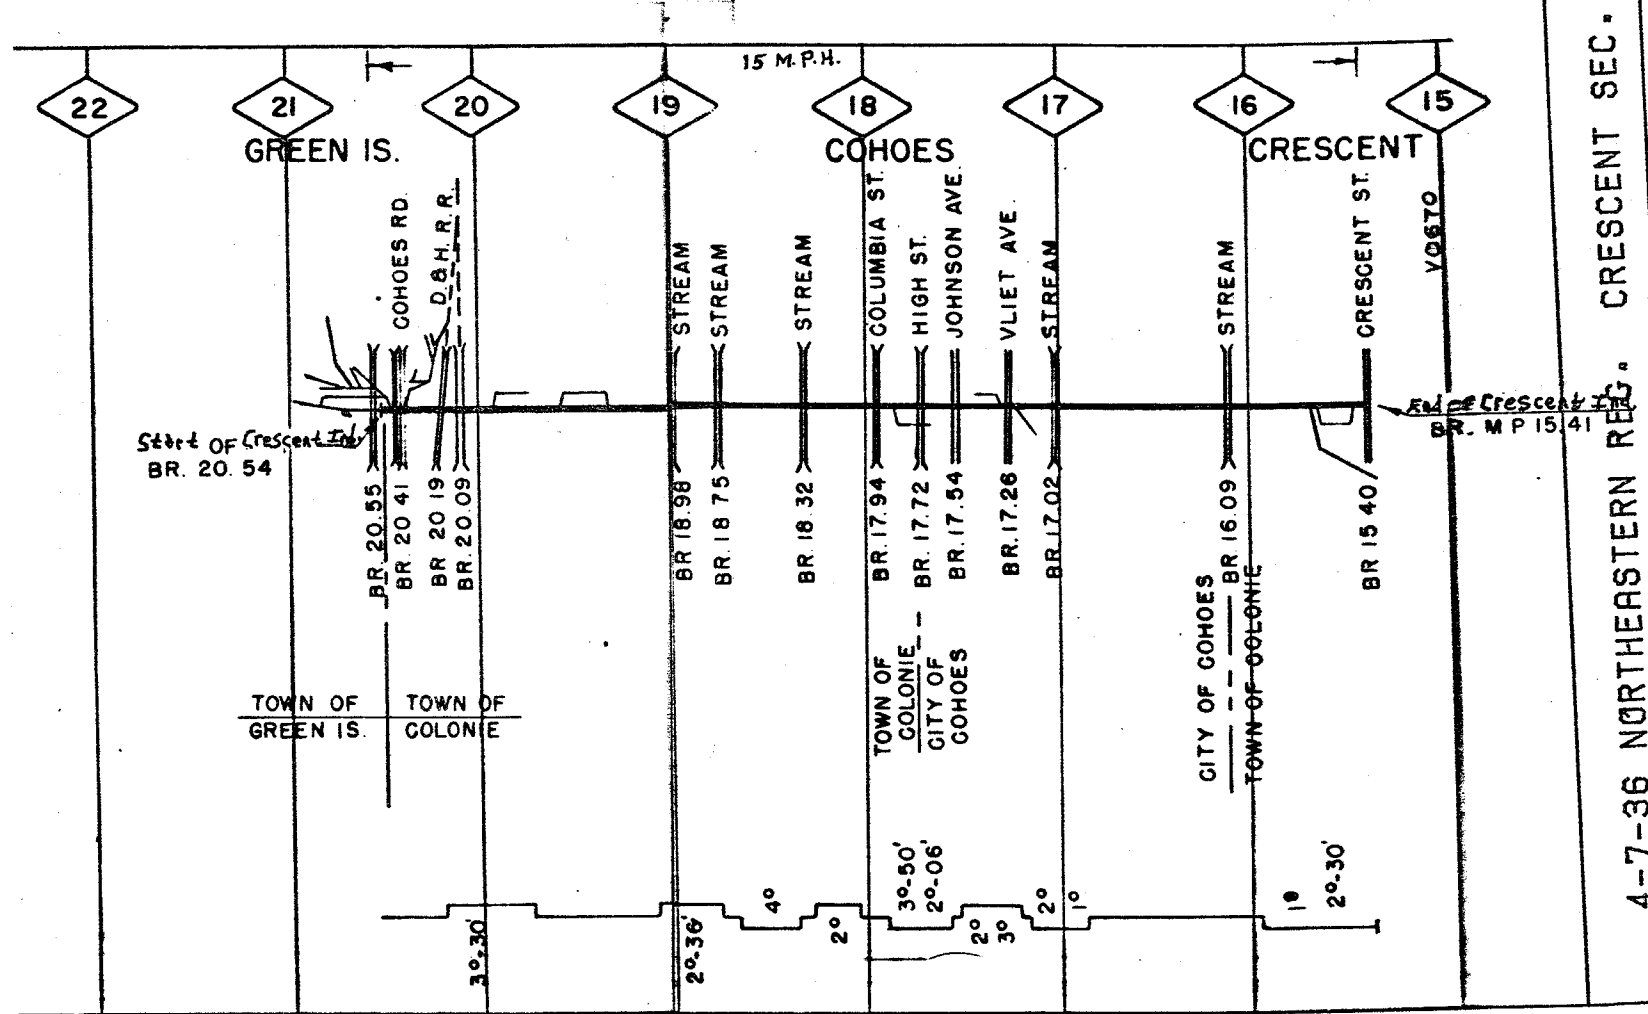 15 M.P.H.
22
21
20
19
18
17
16
15
GREEN IS.
COHOES
CRESCENT
COHOES RD.
D.&H. R.R.
STREAM
STREAM
STREAM
COLUMBIA ST.
HIGH ST.
JOHNSON AVE.
VLIET AVE.
STREAM
STREAM
CRESCENT ST.
V0670
Start OF Crescent Ind.
BR. 20.54
End of Crescent Ind.
BR. M P 15.41
BR. 20.55
BR. 20 41
BR 20 19
BR. 20.09
BR 18.98
BR. 18 75
BR. 18.32
BR. 17.94
BR. 17.72
BR. 17.54
BR. 17.26
BR 17.02
BR 16.09
BR 15 40
TOWN OF
GREEN IS.
TOWN OF
COLONIE
TOWN OF
COLONIE
CITY OF
COHOES
CITY OF COHOES
TOWN OF COLONIE
3°-30'
2°-36'
4°
2°
3°-50'
2°-06'
2°
3°
2°
1°
1°
2°-30'
4-7-36 NORTHEASTERN REG. CRESCENT SEC.